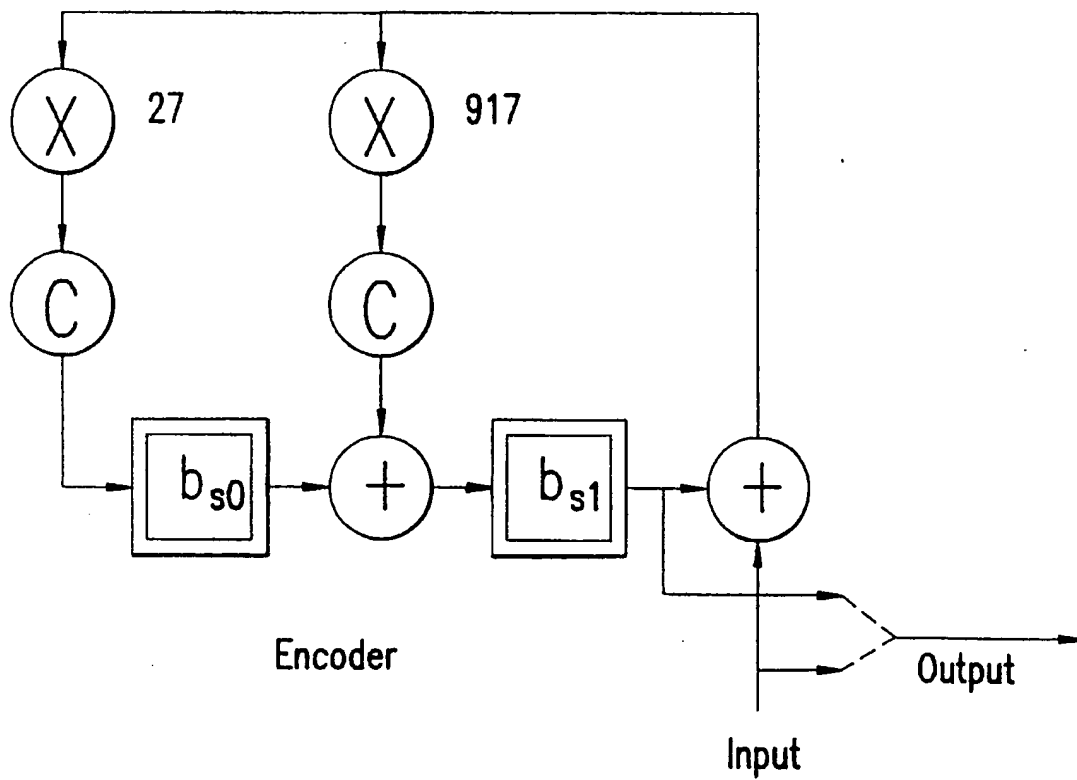 X 27 X 917
C C
b_s0 + b_s1 +
Encoder
Output
Input